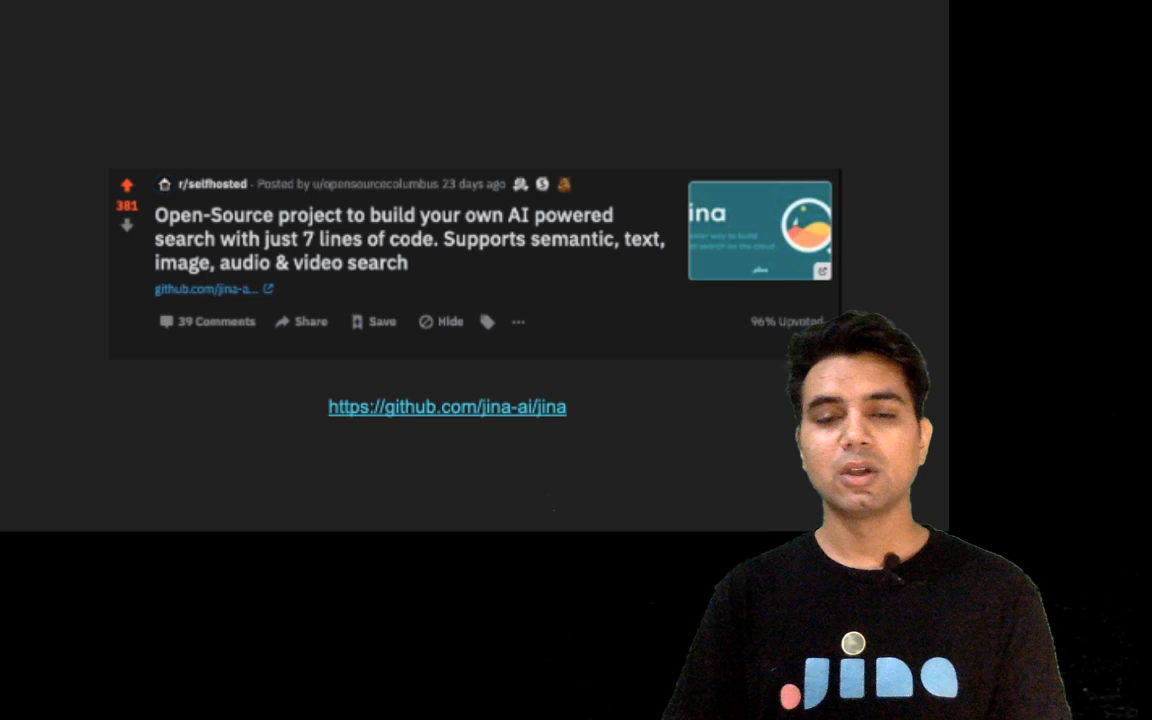 381
r/selfhosted · Posted by u/opensourcecolumbus 23 days ago
Open-Source project to build your own AI powered
search with just 7 lines of code. Supports semantic, text,
image, audio & video search
github.com/jina-a...
ina
jina
39 Comments Share Save Hide ...
96% Upvoted
https://github.com/jina-ai/jina
jina